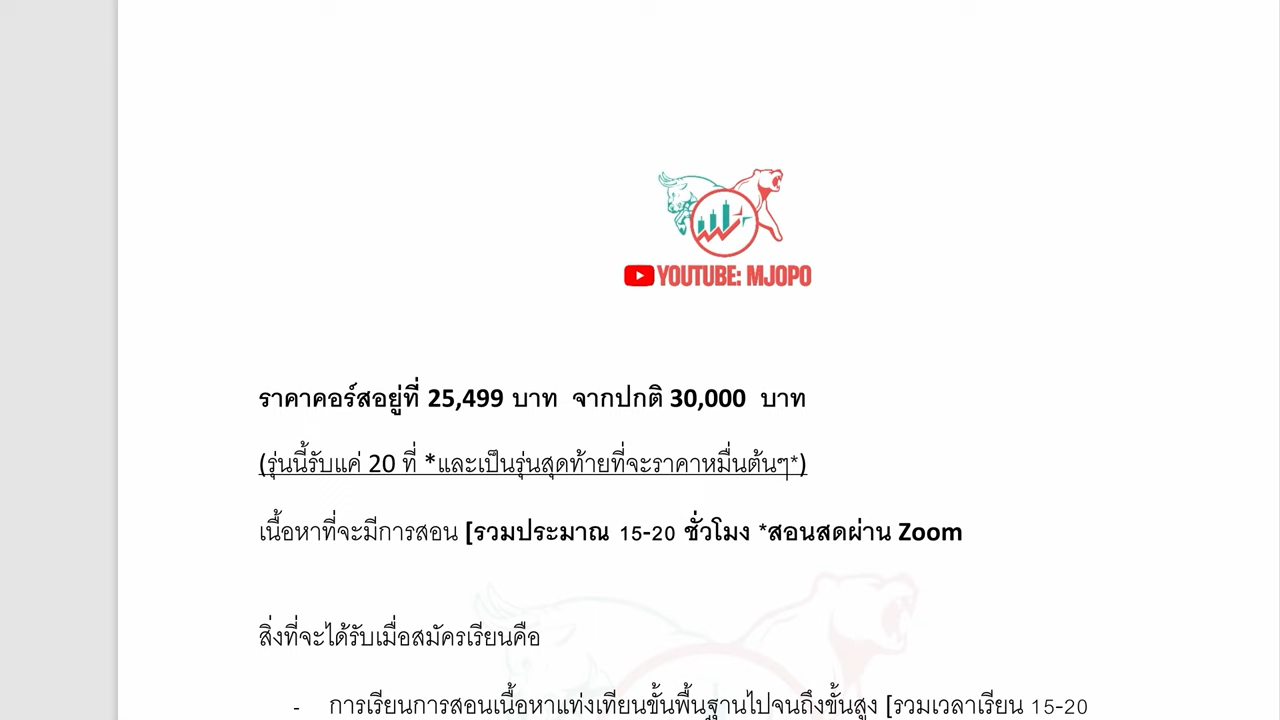 YOUTUBE: MJOPO
ราคาคอร์สอยู่ที่ 25,499 บาท จากปกติ 30,000 บาท
(รุ่นนี้รับแค่ 20 ที่ *และเป็นรุ่นสุดท้ายที่จะราคาหมื่นต้นๆ*)
เนื้อหาที่จะมีการสอน [รวมประมาณ 15-20 ชั่วโมง *สอนสดผ่าน Zoom
สิ่งที่จะได้รับเมื่อสมัครเรียนคือ
- การเรียนการสอนเนื้อหาแท่งเทียนขั้นพื้นฐานไปจนถึงขั้นสูง [รวมเวลาเรียน 15-20